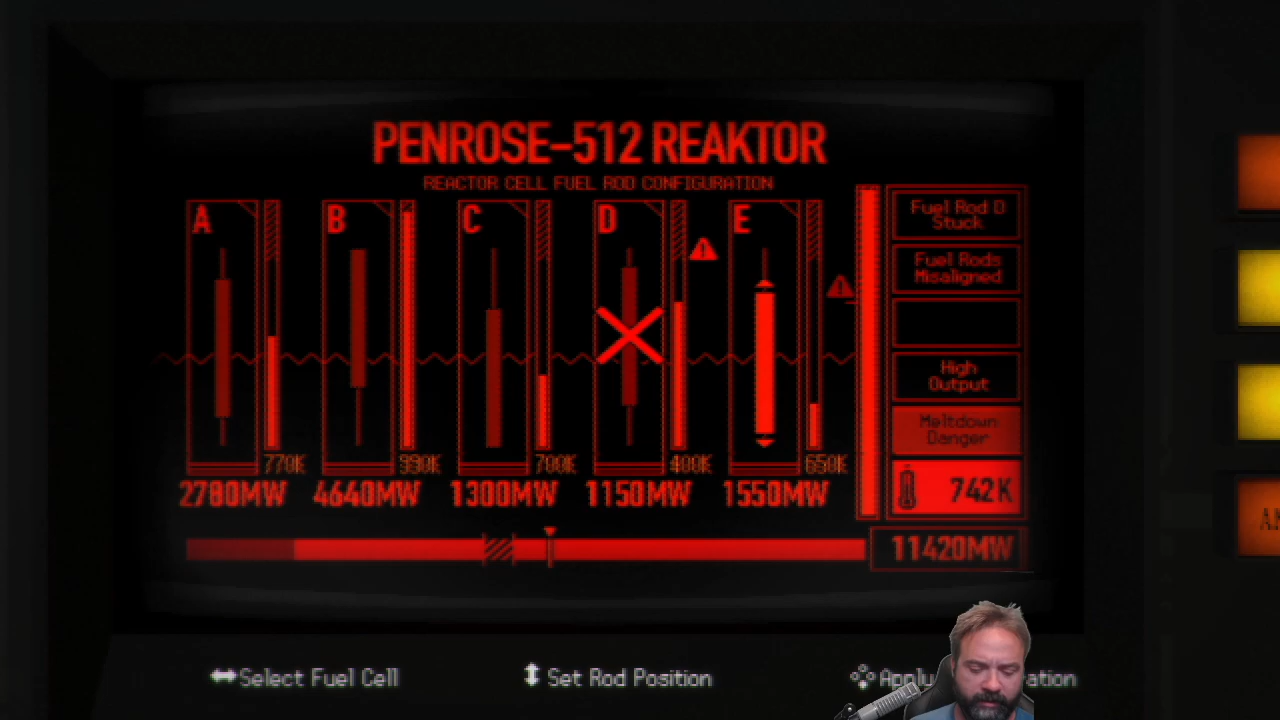 PENROSE-512 REAKTOR
REACTOR CELL FUEL ROD CONFIGURATION
A B C D E
Fuel Rod D
Stuck
Fuel Rods
Misaligned
High
Output
Meltdown
Danger
742K
770K 990K 700K 400K 650K
2780MW 4640MW 1300MW 1150MW 1550MW
11420MW
Select Fuel Cell
Set Rod Position